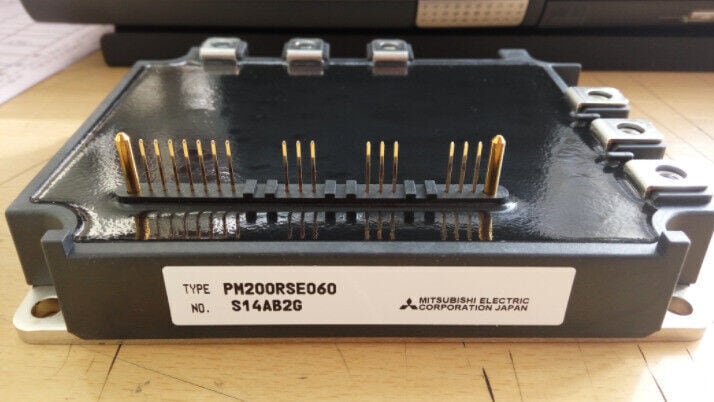 TYPE PM200RSE060
NO. S14AB2G
MITSUBISHI ELECTRIC
CORPORATION JAPAN